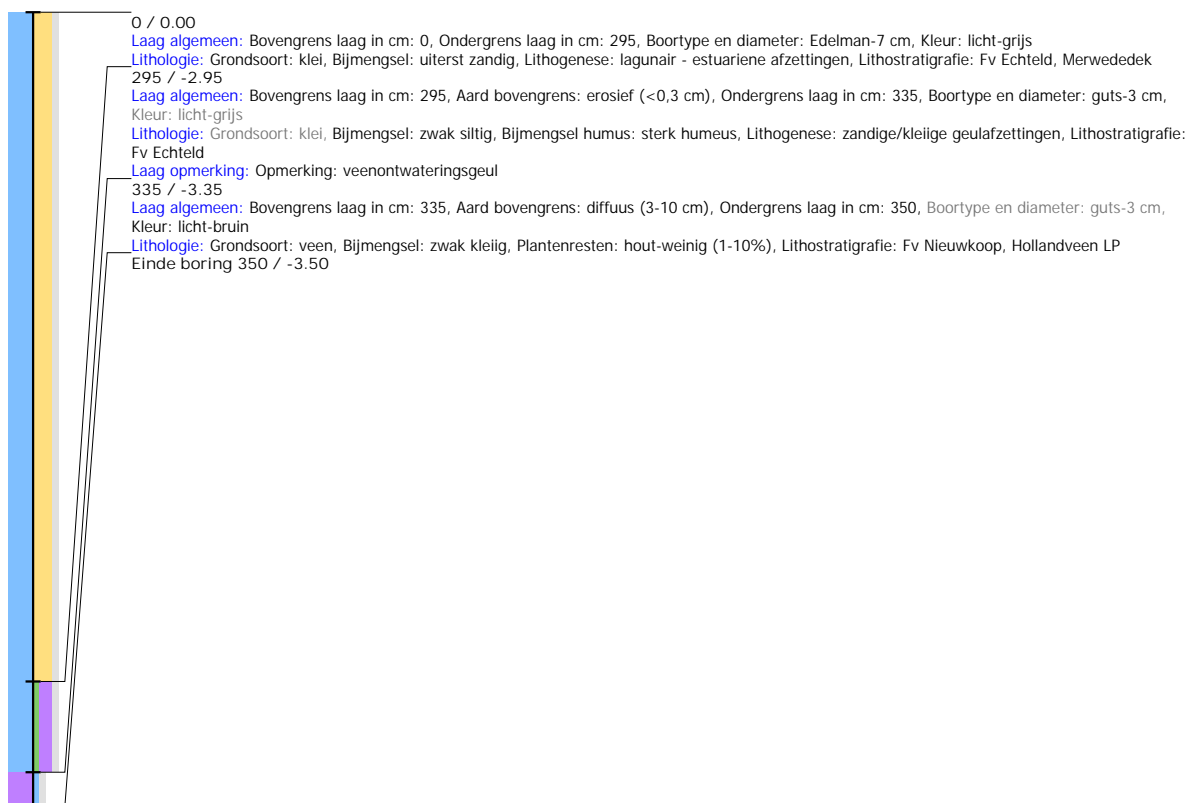 0 / 0.00
Laag algemeen: Bovengrens laag in cm: 0, Ondergrens laag in cm: 295, Boortype en diameter: Edelman-7 cm, Kleur: licht-grijs
Lithologie: Grondsoort: klei, Bijmengsel: uiterst zandig, Lithogenese: lagunair - estuariene afzettingen, Lithostratigrafie: Fv Echteld, Merwededek
295 / -2.95
Laag algemeen: Bovengrens laag in cm: 295, Aard bovengrens: erosief (<0,3 cm), Ondergrens laag in cm: 335, Boortype en diameter: guts-3 cm,
Kleur: licht-grijs
Lithologie: Grondsoort: klei, Bijmengsel: zwak siltig, Bijmengsel humus: sterk humeus, Lithogenese: zandige/kleiige geulafzettingen, Lithostratigrafie:
Fv Echteld
Laag opmerking: Opmerking: veenontwateringsgeul
335 / -3.35
Laag algemeen: Bovengrens laag in cm: 335, Aard bovengrens: diffuus (3-10 cm), Ondergrens laag in cm: 350, Boortype en diameter: guts-3 cm,
Kleur: licht-bruin
Lithologie: Grondsoort: veen, Bijmengsel: zwak kleiig, Plantenresten: hout-weinig (1-10%), Lithostratigrafie: Fv Nieuwkoop, Hollandveen LP
Einde boring 350 / -3.50